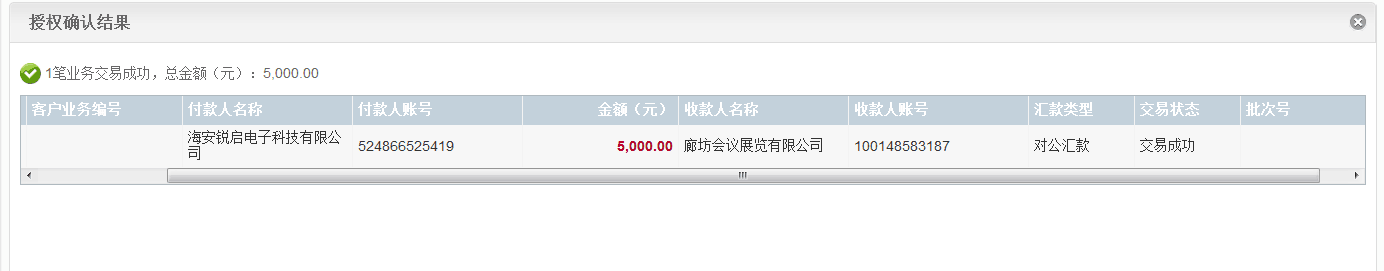 授权确认结果
1笔业务交易成功，总金额（元）：5,000.00
客户业务编号 付款人名称 付款人账号 金额（元） 收款人名称 收款人账号 汇款类型 交易状态 批次号
海安锐启电子科技有限公
司 524866525419 5,000.00 廊坊会议展览有限公司 100148583187 对公汇款 交易成功